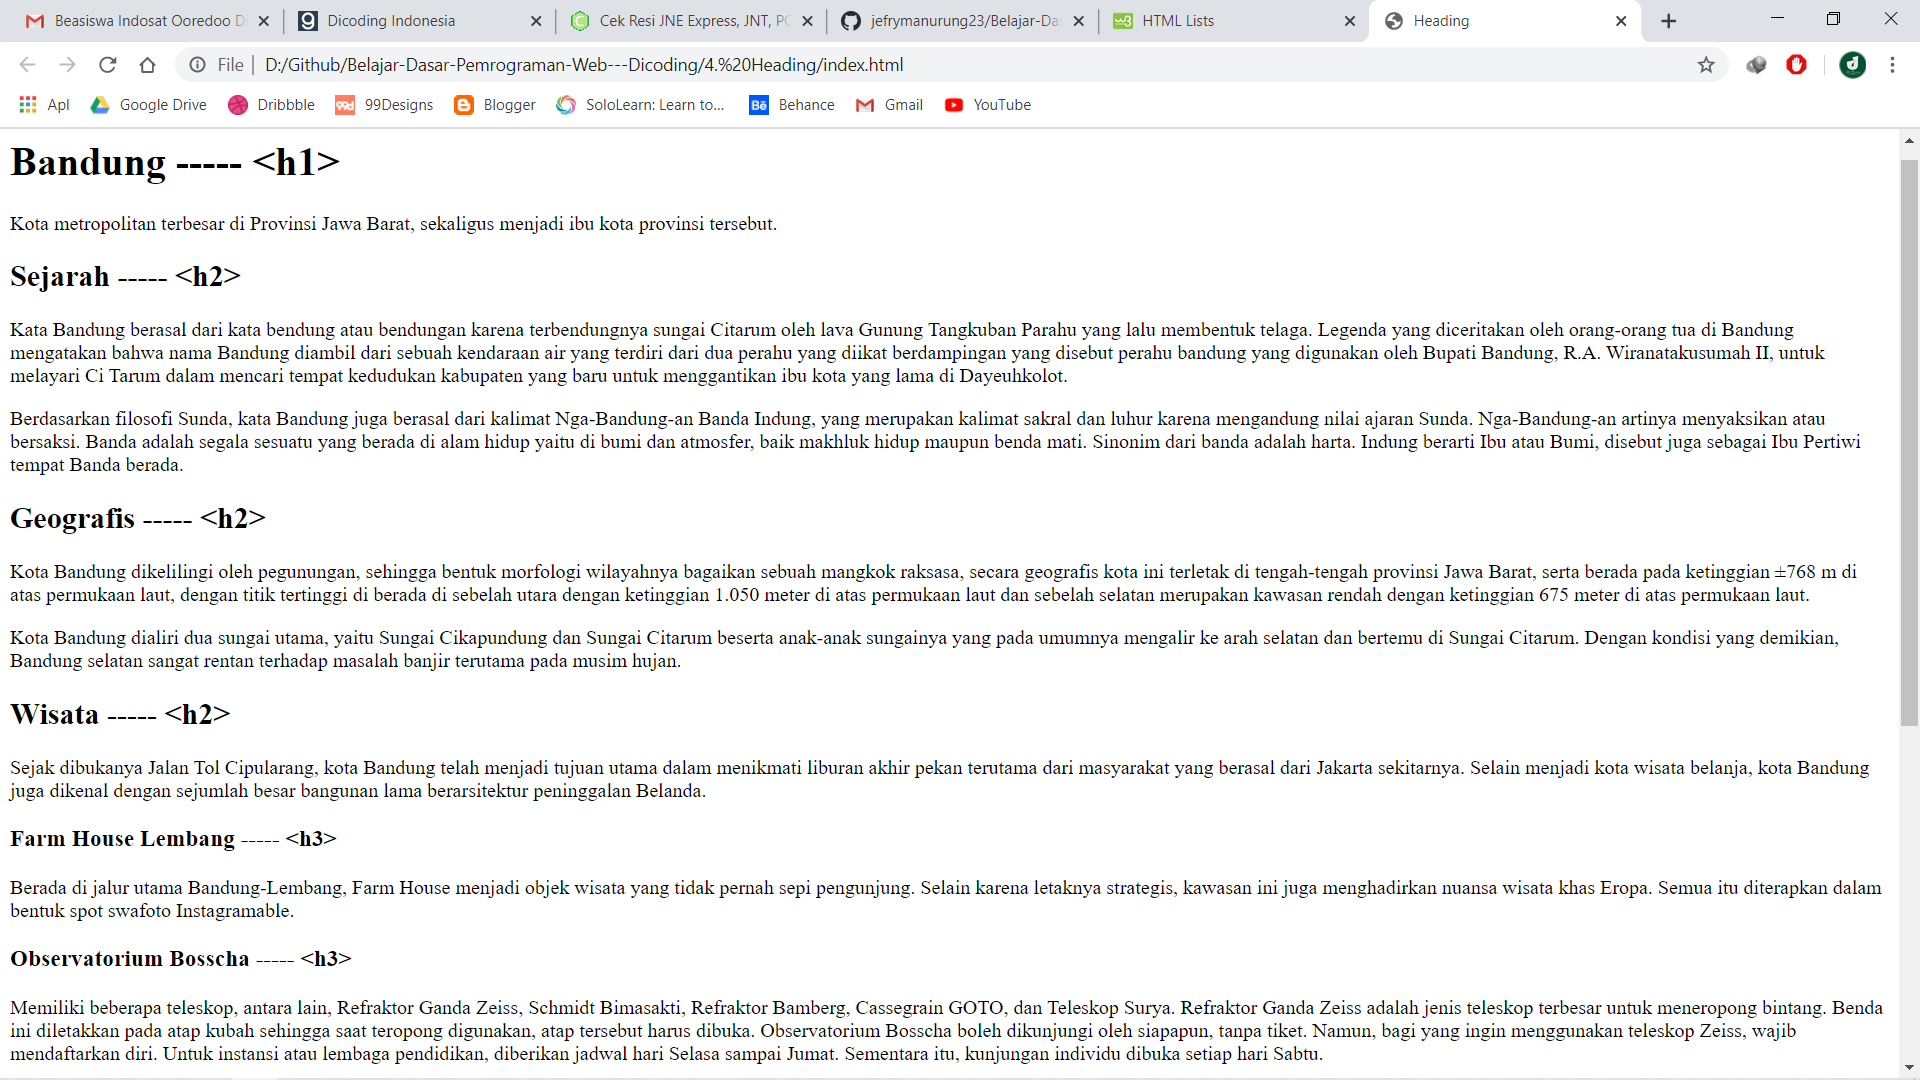 Beasiswa Indosat Ooredoo D
Dicoding Indonesia
Cek Resi JNE Express, JNT, PO
jefrymanurung23/Belajar-Das
HTML Lists
Heading
File
D:/Github/Belajar-Dasar-Pemrograman-Web---Dicoding/4.%20Heading/index.html
Apl
Google Drive
Dribbble
99d
99Designs
Blogger
SoloLearn: Learn to...
Bē
Behance
Gmail
YouTube
Bandung ----- <h1>
Kota metropolitan terbesar di Provinsi Jawa Barat, sekaligus menjadi ibu kota provinsi tersebut.
Sejarah ----- <h2>
Kata Bandung berasal dari kata bendung atau bendungan karena terbendungnya sungai Citarum oleh lava Gunung Tangkuban Parahu yang lalu membentuk telaga. Legenda yang diceritakan oleh orang-orang tua di Bandung
mengatakan bahwa nama Bandung diambil dari sebuah kendaraan air yang terdiri dari dua perahu yang diikat berdampingan yang disebut perahu bandung yang digunakan oleh Bupati Bandung, R.A. Wiranatakusumah II, untuk
melayari Ci Tarum dalam mencari tempat kedudukan kabupaten yang baru untuk menggantikan ibu kota yang lama di Dayeuhkolot.
Berdasarkan filosofi Sunda, kata Bandung juga berasal dari kalimat Nga-Bandung-an Banda Indung, yang merupakan kalimat sakral dan luhur karena mengandung nilai ajaran Sunda. Nga-Bandung-an artinya menyaksikan atau
bersaksi. Banda adalah segala sesuatu yang berada di alam hidup yaitu di bumi dan atmosfer, baik makhluk hidup maupun benda mati. Sinonim dari banda adalah harta. Indung berarti Ibu atau Bumi, disebut juga sebagai Ibu Pertiwi
tempat Banda berada.
Geografis ----- <h2>
Kota Bandung dikelilingi oleh pegunungan, sehingga bentuk morfologi wilayahnya bagaikan sebuah mangkok raksasa, secara geografis kota ini terletak di tengah-tengah provinsi Jawa Barat, serta berada pada ketinggian ±768 m di
atas permukaan laut, dengan titik tertinggi di berada di sebelah utara dengan ketinggian 1.050 meter di atas permukaan laut dan sebelah selatan merupakan kawasan rendah dengan ketinggian 675 meter di atas permukaan laut.
Kota Bandung dialiri dua sungai utama, yaitu Sungai Cikapundung dan Sungai Citarum beserta anak-anak sungainya yang pada umumnya mengalir ke arah selatan dan bertemu di Sungai Citarum. Dengan kondisi yang demikian,
Bandung selatan sangat rentan terhadap masalah banjir terutama pada musim hujan.
Wisata ----- <h2>
Sejak dibukanya Jalan Tol Cipularang, kota Bandung telah menjadi tujuan utama dalam menikmati liburan akhir pekan terutama dari masyarakat yang berasal dari Jakarta sekitarnya. Selain menjadi kota wisata belanja, kota Bandung
juga dikenal dengan sejumlah besar bangunan lama berarsitektur peninggalan Belanda.
Farm House Lembang ----- <h3>
Berada di jalur utama Bandung-Lembang, Farm House menjadi objek wisata yang tidak pernah sepi pengunjung. Selain karena letaknya strategis, kawasan ini juga menghadirkan nuansa wisata khas Eropa. Semua itu diterapkan dalam
bentuk spot swafoto Instagramable.
Observatorium Bosscha ----- <h3>
Memiliki beberapa teleskop, antara lain, Refraktor Ganda Zeiss, Schmidt Bimasakti, Refraktor Bamberg, Cassegrain GOTO, dan Teleskop Surya. Refraktor Ganda Zeiss adalah jenis teleskop terbesar untuk meneropong bintang. Benda
ini diletakkan pada atap kubah sehingga saat teropong digunakan, atap tersebut harus dibuka. Observatorium Bosscha boleh dikunjungi oleh siapapun, tanpa tiket. Namun, bagi yang ingin menggunakan teleskop Zeiss, wajib
mendaftarkan diri. Untuk instansi atau lembaga pendidikan, diberikan jadwal hari Selasa sampai Jumat. Sementara itu, kunjungan individu dibuka setiap hari Sabtu.